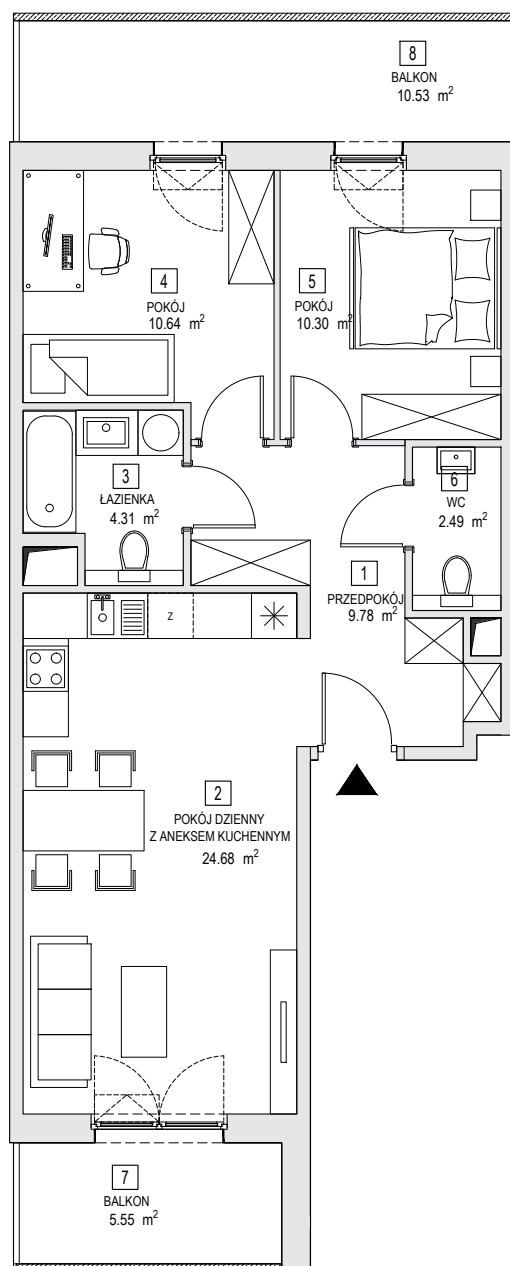 8
BALKON
10.53 m²
4
POKÓJ
10.64 m²
5
POKÓJ
10.30 m²
3
ŁAZIENKA
4.31 m²
6
WC
2.49 m²
1
PRZEDPOKÓJ
9.78 m²
Z
2
POKÓJ DZIENNY
Z ANEKSEM KUCHENNYM
24.68 m²
7
BALKON
5.55 m²